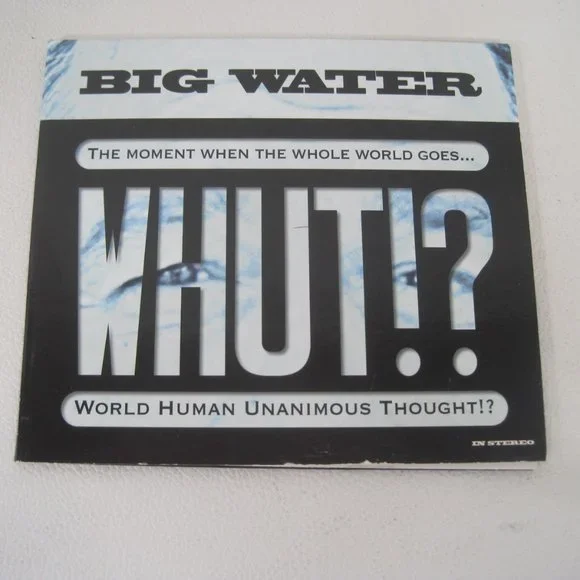 BIG WATER
THE MOMENT WHEN THE WHOLE WORLD GOES...
WHUT!?
WORLD HUMAN UNANIMOUS THOUGHT!?
IN STEREO